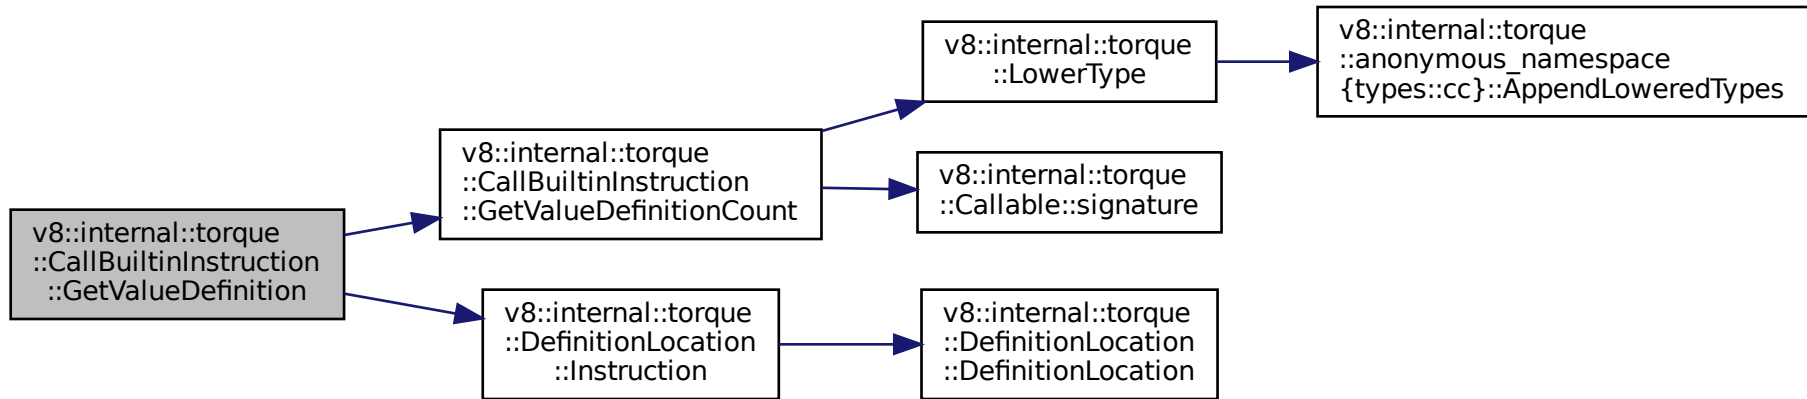 v8::internal::torque
::CallBuiltinInstruction
::GetValueDefinition
v8::internal::torque
::CallBuiltinInstruction
::GetValueDefinitionCount
v8::internal::torque
::LowerType
v8::internal::torque
::anonymous_namespace
{types::cc}::AppendLoweredTypes
v8::internal::torque
::Callable::signature
v8::internal::torque
::DefinitionLocation
::Instruction
v8::internal::torque
::DefinitionLocation
::DefinitionLocation